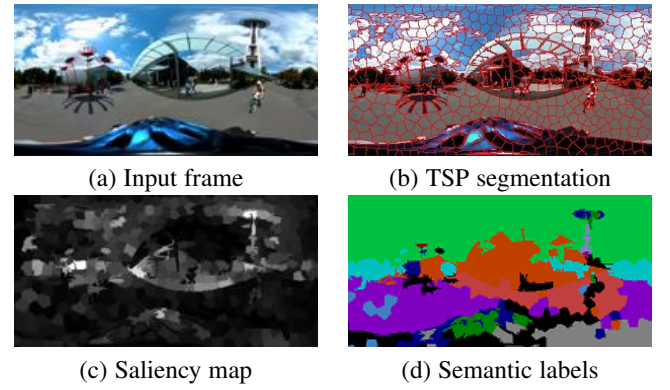 (a) Input frame
(b) TSP segmentation
(c) Saliency map
(d) Semantic labels